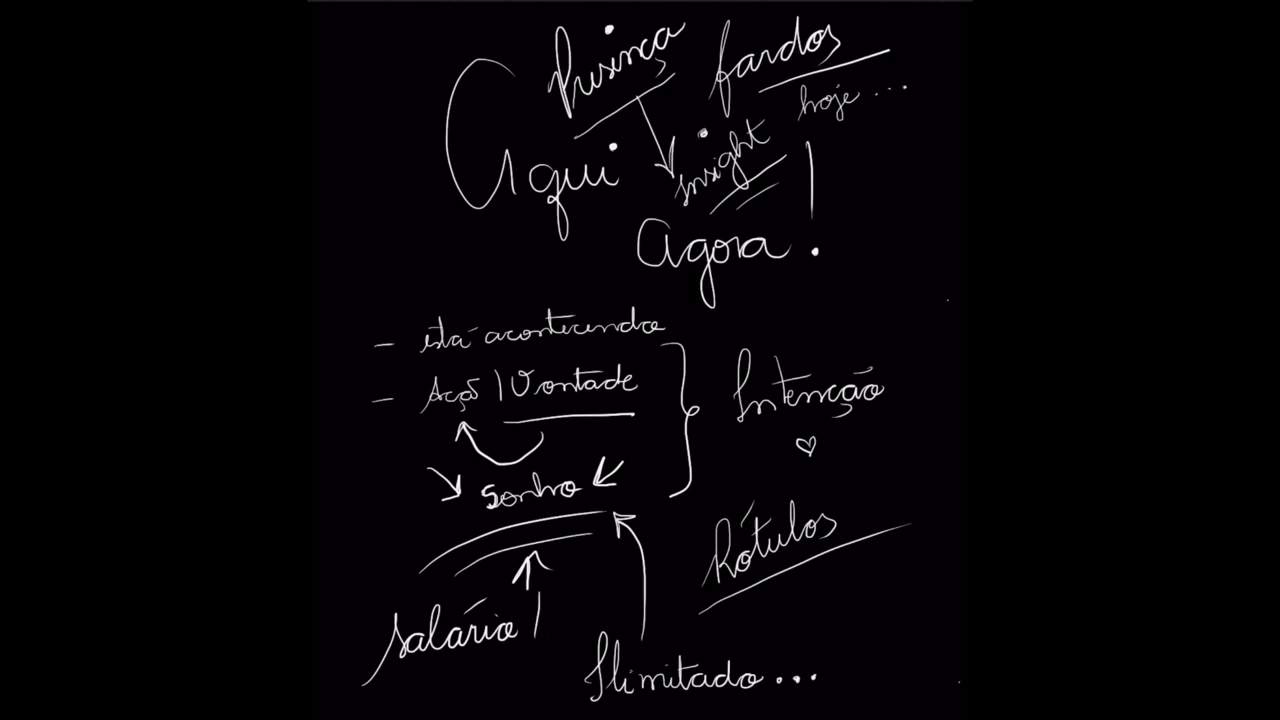 Presença fardos
hoje...
Aqui insight
Agora!
- está acontecendo
- Ação | Vontade
Intenção
Sonho
Rótulos
Salário
Ilimitado...